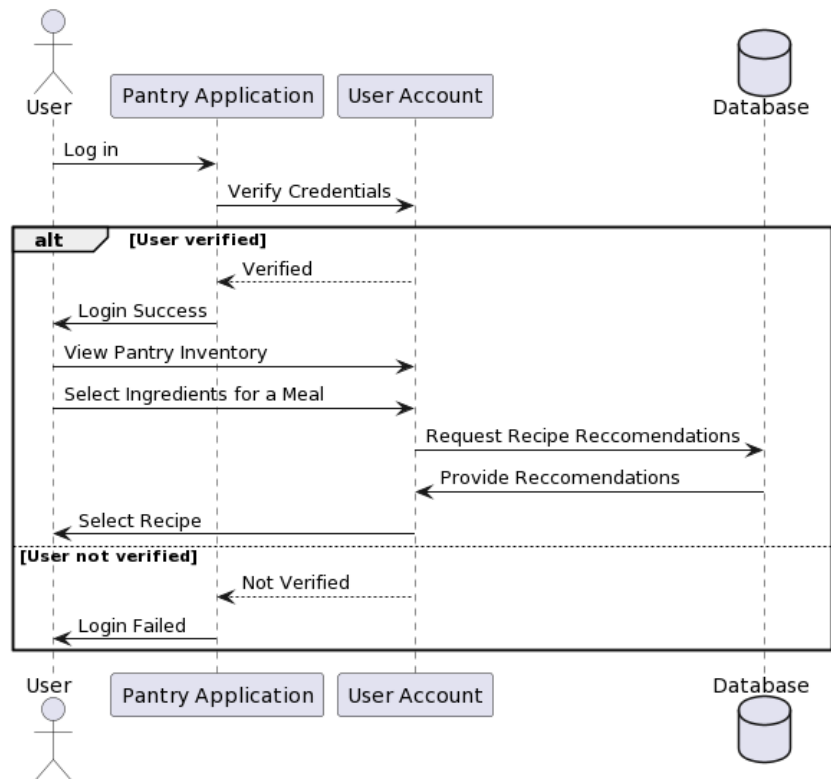 User
Pantry Application
User Account
Database
Log in
Verify Credentials
alt
[User verified]
Verified
Login Success
View Pantry Inventory
Select Ingredients for a Meal
Request Recipe Reccomendations
Provide Reccomendations
Select Recipe
[User not verified]
Not Verified
Login Failed
User
Pantry Application
User Account
Database